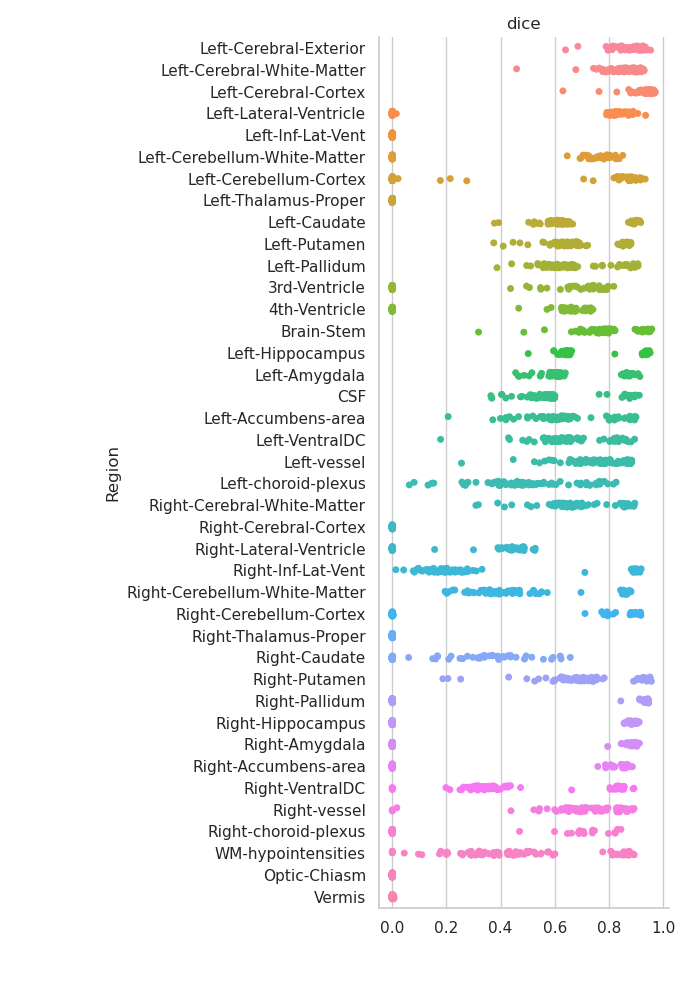 dice
Left-Cerebral-Exterior
Left-Cerebral-White-Matter
Left-Cerebral-Cortex
Left-Lateral-Ventricle
Left-Inf-Lat-Vent
Left-Cerebellum-White-Matter
Left-Cerebellum-Cortex
Left-Thalamus-Proper
Left-Caudate
Left-Putamen
Left-Pallidum
3rd-Ventricle
4th-Ventricle
Brain-Stem
Left-Hippocampus
Left-Amygdala
CSF
Left-Accumbens-area
Left-VentralDC
Left-vessel
Left-choroid-plexus
Right-Cerebral-White-Matter
Right-Cerebral-Cortex
Right-Lateral-Ventricle
Right-Inf-Lat-Vent
Right-Cerebellum-White-Matter
Right-Cerebellum-Cortex
Right-Thalamus-Proper
Right-Caudate
Right-Putamen
Right-Pallidum
Right-Hippocampus
Right-Amygdala
Right-Accumbens-area
Right-VentralDC
Right-vessel
Right-choroid-plexus
WM-hypointensities
Optic-Chiasm
Vermis
Region
0.0 0.2 0.4 0.6 0.8 1.0